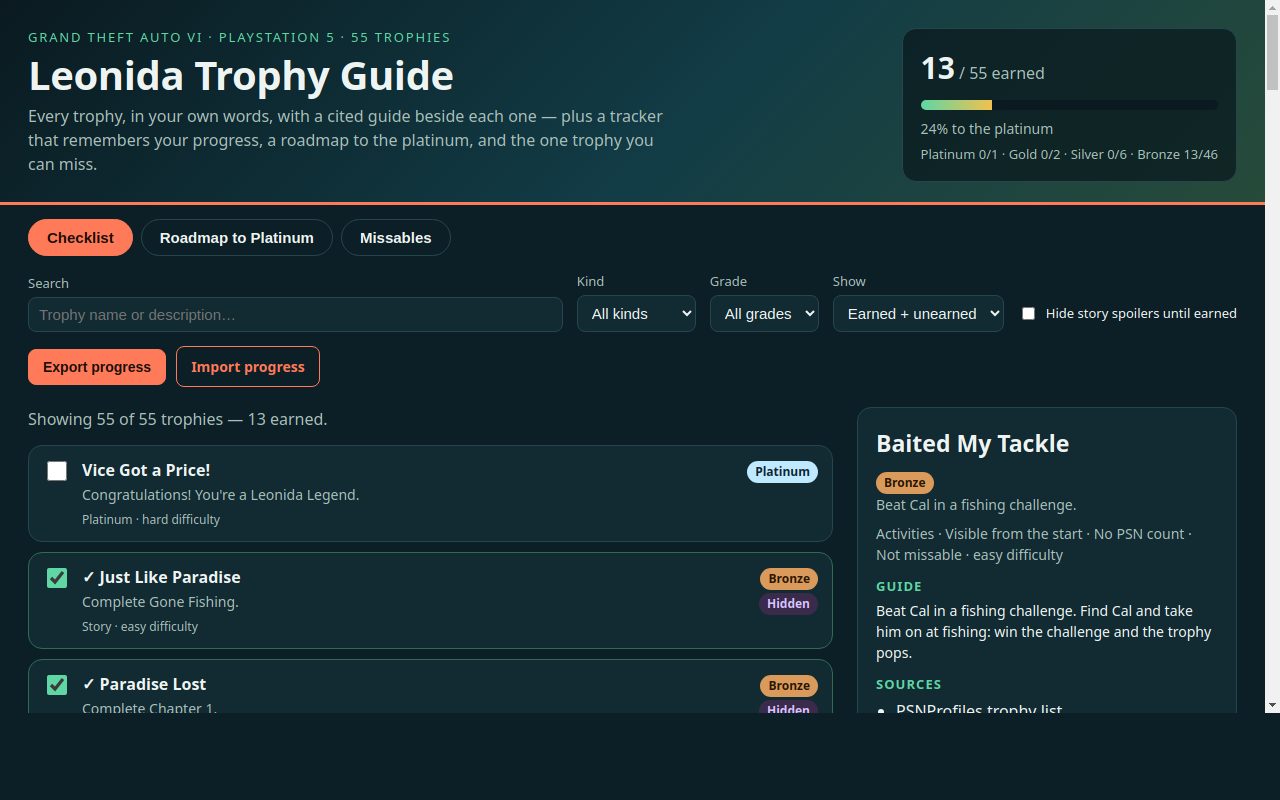 GRAND THEFT AUTO VI · PLAYSTATION 5 · 55 TROPHIES
Leonida Trophy Guide
Every trophy, in your own words, with a cited guide beside each one — plus a tracker
that remembers your progress, a roadmap to the platinum, and the one trophy you
can miss.
13 / 55 earned
24% to the platinum
Platinum 0/1 · Gold 0/2 · Silver 0/6 · Bronze 13/46
Checklist
Roadmap to Platinum
Missables
Search
Trophy name or description…
Kind
All kinds
Grade
All grades
Show
Earned + unearned
Hide story spoilers until earned
Export progress
Import progress
Showing 55 of 55 trophies — 13 earned.
Vice Got a Price!
Platinum
Congratulations! You're a Leonida Legend.
Platinum · hard difficulty
✓ Just Like Paradise
Bronze
Complete Gone Fishing.
Hidden
Story · easy difficulty
✓ Paradise Lost
Bronze
Complete Chapter 1.
Hidden
Baited My Tackle
Bronze
Beat Cal in a fishing challenge.
Activities · Visible from the start · No PSN count ·
Not missable · easy difficulty
GUIDE
Beat Cal in a fishing challenge. Find Cal and take
him on at fishing: win the challenge and the trophy
pops.
SOURCES
• PSNProfiles trophy list